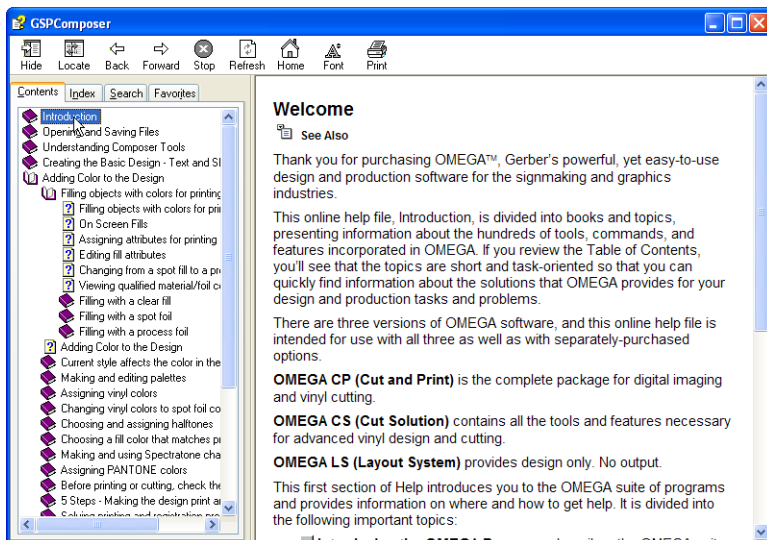 GSPComposer
Hide Locate Back Forward Stop Refresh Home Font Print
Contents Index Search Favorites
Introduction
Opening and Saving Files
Understanding Composer Tools
Creating the Basic Design - Text and Sl
Adding Color to the Design
Filling objects with colors for printing
Filling objects with colors for pri
On Screen Fills
Assigning attributes for printing
Editing fill attributes
Changing from a spot fill to a pr
Viewing qualified material/foil c
Filling with a clear fill
Filling with a spot foil
Filling with a process foil
Adding Color to the Design
Current style affects the color in the
Making and editing palettes
Assigning vinyl colors
Changing vinyl colors to spot foil co
Choosing and assigning halftones
Choosing a fill color that matches p
Making and using Spectratone cha
Assigning PANTONE colors
Before printing or cutting, check the
5 Steps - Making the design print a
Welcome
See Also
Thank you for purchasing OMEGA™, Gerber's powerful, yet easy-to-use
design and production software for the signmaking and graphics
industries.
This online help file, Introduction, is divided into books and topics,
presenting information about the hundreds of tools, commands, and
features incorporated in OMEGA. If you review the Table of Contents,
you'll see that the topics are short and task-oriented so that you can
quickly find information about the solutions that OMEGA provides for your
design and production tasks and problems.
There are three versions of OMEGA software, and this online help file is
intended for use with all three as well as with separately-purchased
options.
OMEGA CP (Cut and Print) is the complete package for digital imaging
and vinyl cutting.
OMEGA CS (Cut Solution) contains all the tools and features necessary
for advanced vinyl design and cutting.
OMEGA LS (Layout System) provides design only. No output.
This first section of Help introduces you to the OMEGA suite of programs
and provides information on where and how to get help. It is divided into
the following important topics: